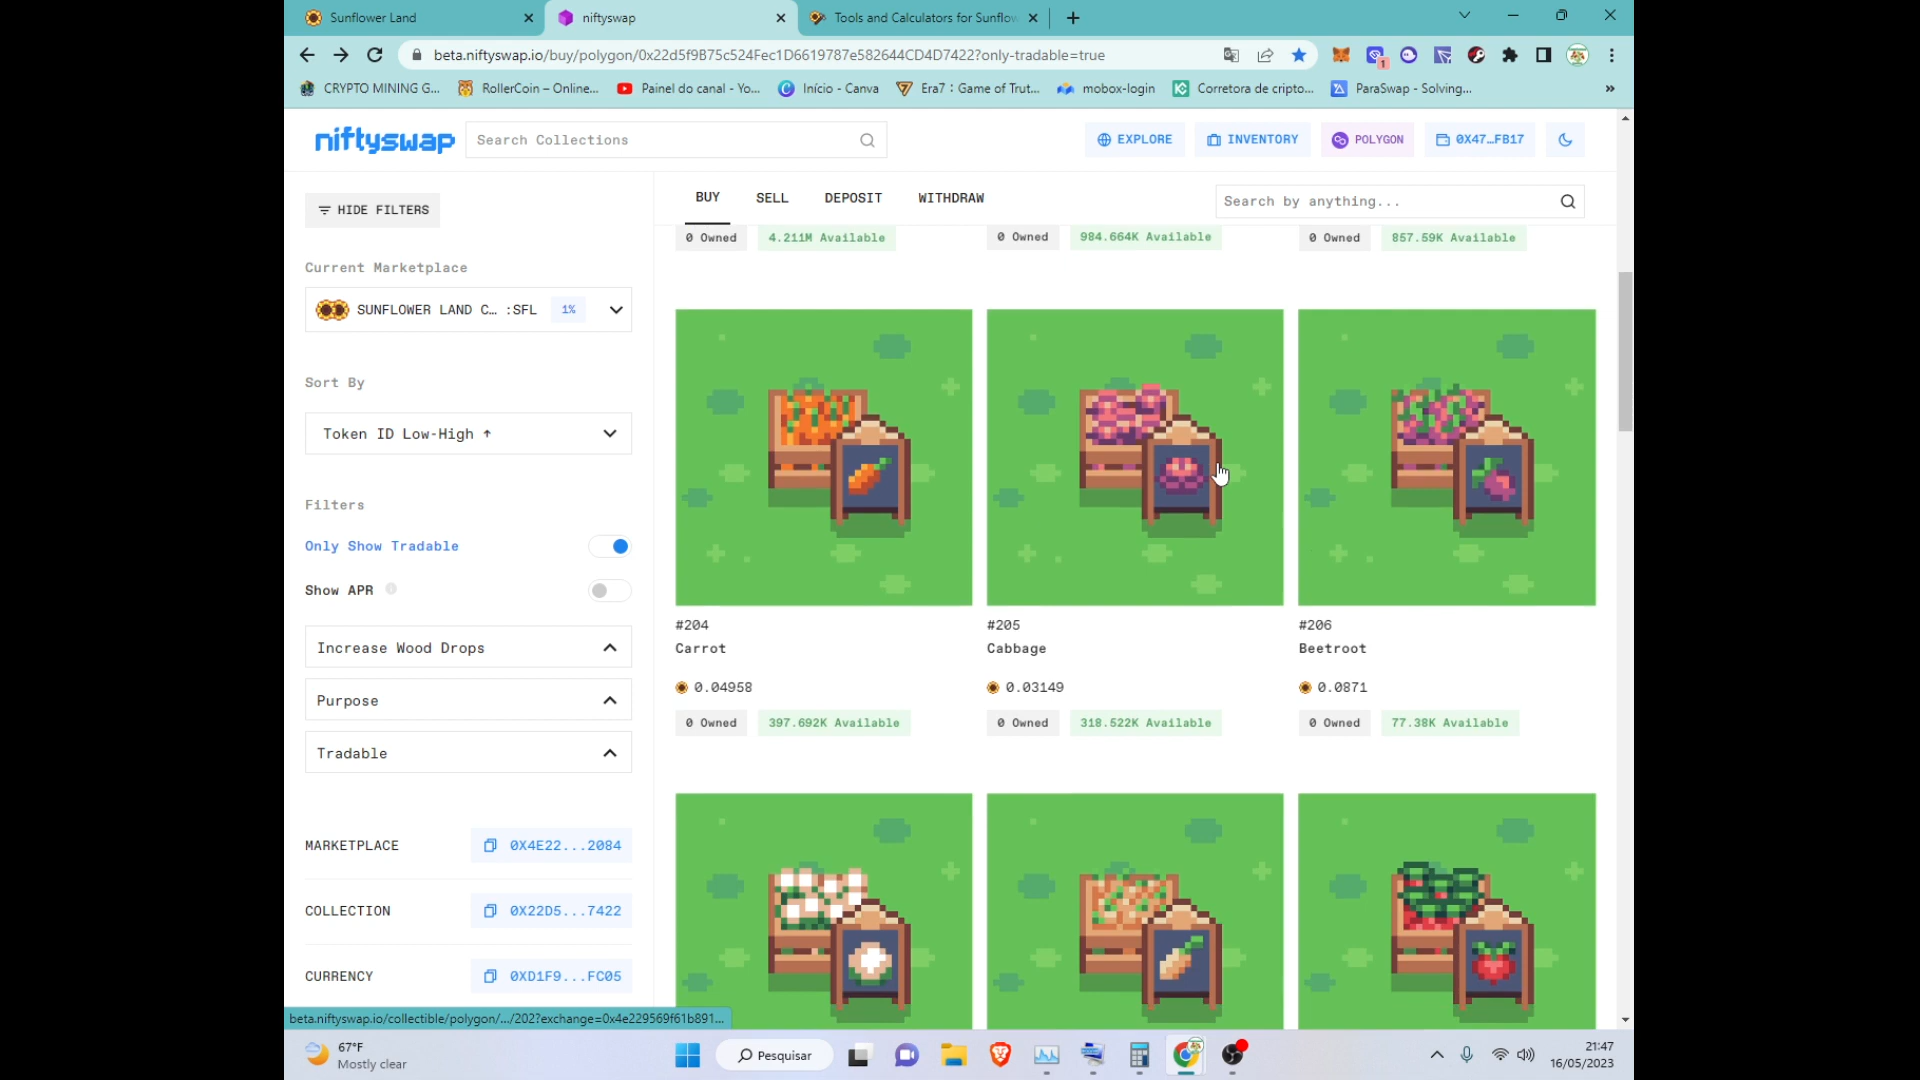 Sunflower Land
niftyswap
Tools and Calculators for Sunflow
beta.niftyswap.io/buy/polygon/0x22d5f9B75c524Fec1D6619787e582644CD4D7422?only-tradable=true
1
CRYPTO MINING G...
RollerCoin – Online...
Painel do canal - Yo...
Início - Canva
Era7：Game of Trut...
mobox-login
Corretora de cripto...
ParaSwap - Solving...
»
niftyswap
Search Collections
EXPLORE
INVENTORY
POLYGON
0X47…FB17
HIDE FILTERS
BUY
SELL
DEPOSIT
WITHDRAW
Search by anything...
0 Owned
4.211M Available
0 Owned
984.664K Available
0 Owned
857.59K Available
Current Marketplace
SUNFLOWER LAND C… :SFL
1%
Sort By
Token ID Low-High ↑
Filters
Only Show Tradable
Show APR
Increase Wood Drops
Purpose
Tradable
#204
Carrot
0.04958
0 Owned
397.692K Available
#205
Cabbage
0.03149
0 Owned
318.522K Available
#206
Beetroot
0.0871
0 Owned
77.38K Available
MARKETPLACE
0X4E22...2084
COLLECTION
0X22D5...7422
CURRENCY
0XD1F9...FC05
beta.niftyswap.io/collectible/polygon/.../202?exchange=0x4e229569f61b891...
67°F
Mostly clear
Pesquisar
21:47
16/05/2023